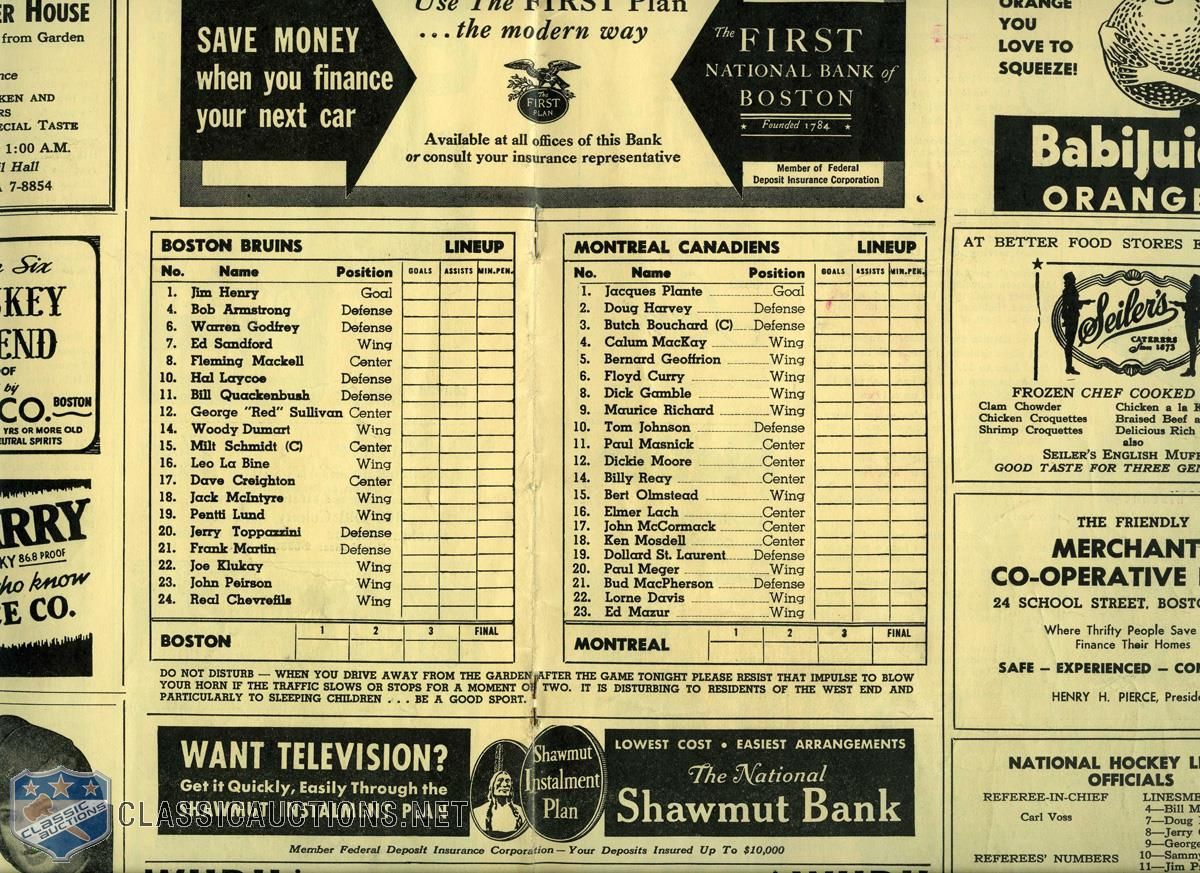 ER HOUSE
from Garden
KEN AND
ECIAL TASTE
1:00 A.M.
Hall
7-8854
Six
SKEY
END
OF
by
CO. BOSTON
YRS OR MORE OLD
UTRAL SPIRITS
RRY
KY 86.8 PROOF
ho know
E CO.
Use The FIRST Plan
...the modern way
SAVE MONEY
when you finance
your next car
The
FIRST
PLAN
Available at all offices of this Bank
or consult your insurance representative
The FIRST
NATIONAL BANK of
BOSTON
★ Founded 1784 ★
Member of Federal
Deposit Insurance Corporation
BOSTON BRUINS LINEUP
No. Name Position GOALS ASSISTS MIN.PEN.
1. Jim Henry Goal
4. Bob Armstrong Defense
6. Warren Godfrey Defense
7. Ed Sandford Wing
8. Fleming Mackell Center
10. Hal Laycoe Defense
11. Bill Quackenbush Defense
12. George "Red" Sullivan Center
14. Woody Dumart Wing
15. Milt Schmidt (C) Center
16. Leo La Bine Wing
17. Dave Creighton Center
18. Jack McIntyre Wing
19. Pentti Lund Wing
20. Jerry Toppazzini Defense
21. Frank Martin Defense
22. Joe Klukay Wing
23. John Peirson Wing
24. Real Chevrefils Wing
BOSTON 1 2 3 FINAL
MONTREAL CANADIENS LINEUP
No. Name Position GOALS ASSISTS MIN.PEN.
1. Jacques Plante Goal
2. Doug Harvey Defense
3. Butch Bouchard (C) Defense
4. Calum MacKay Wing
5. Bernard Geoffrion Wing
6. Floyd Curry Wing
8. Dick Gamble Wing
9. Maurice Richard Wing
10. Tom Johnson Defense
11. Paul Masnick Center
12. Dickie Moore Center
14. Billy Reay Center
15. Bert Olmstead Wing
16. Elmer Lach Center
17. John McCormack Center
18. Ken Mosdell Center
19. Dollard St. Laurent Defense
20. Paul Meger Wing
21. Bud MacPherson Defense
22. Lorne Davis Wing
23. Ed Mazur Wing
MONTREAL 1 2 3 FINAL
DO NOT DISTURB — WHEN YOU DRIVE AWAY FROM THE GARDEN AFTER THE GAME TONIGHT PLEASE RESIST THAT IMPULSE TO BLOW
YOUR HORN IF THE TRAFFIC SLOWS OR STOPS FOR A MOMENT OR TWO. IT IS DISTURBING TO RESIDENTS OF THE WEST END AND
PARTICULARLY TO SLEEPING CHILDREN . . . BE A GOOD SPORT.
WANT TELEVISION?
Get it Quickly, Easily Through the
SHAWMUT INSTALMENT PLAN
Shawmut
Instalment
Plan
LOWEST COST • EASIEST ARRANGEMENTS
The National
Shawmut Bank
Member Federal Deposit Insurance Corporation — Your Deposits Insured Up To $10,000
CLASSIC
AUCTIONS
CLASSICAUCTIONS.NET
ORANGE
YOU
LOVE TO
SQUEEZE!
BabiJuic
ORANGE
AT BETTER FOOD STORES E
Seiler's
CATERERS
Since 1873
FROZEN CHEF COOKED
Clam Chowder Chicken a la K
Chicken Croquettes Braised Beef a
Shrimp Croquettes Delicious Rich
also
SEILER'S ENGLISH MUFF
GOOD TASTE FOR THREE GEN
THE FRIENDLY
MERCHANT
CO-OPERATIVE
24 SCHOOL STREET, BOSTO
Where Thrifty People Save
Finance Their Homes
SAFE — EXPERIENCED — CO
HENRY H. PIERCE, Preside
NATIONAL HOCKEY LE
OFFICIALS
REFEREE-IN-CHIEF LINESME
Carl Voss 4—Bill M
7—Doug
8—Jerry
9—George
REFEREES' NUMBERS 10—Sammy
11—Jim P